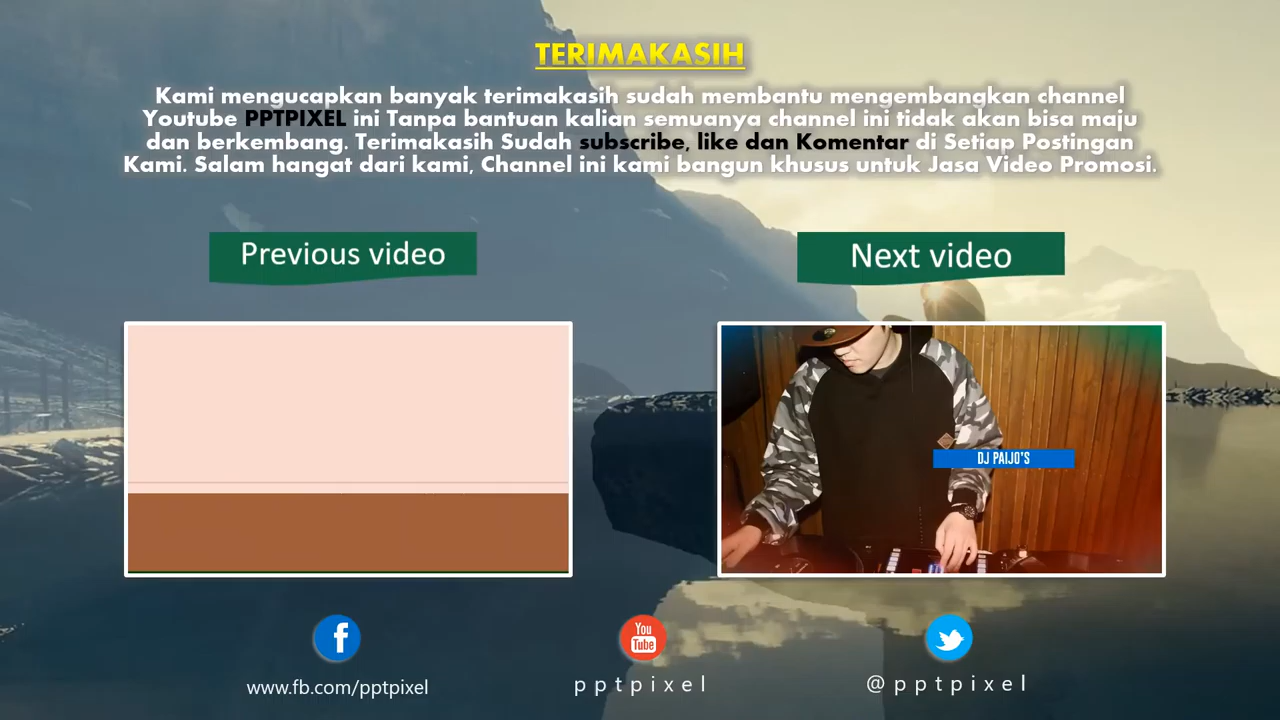 TERIMAKASIH
Kami mengucapkan banyak terimakasih sudah membantu mengembangkan channel
Youtube PPTPIXEL ini Tanpa bantuan kalian semuanya channel ini tidak akan bisa maju
dan berkembang. Terimakasih Sudah subscribe, like dan Komentar di Setiap Postingan
Kami. Salam hangat dari kami, Channel ini kami bangun khusus untuk Jasa Video Promosi.
Previous video
Next video
DJ PAIJO'S
f
You
Tube
www.fb.com/pptpixel
pptpixel
@pptpixel